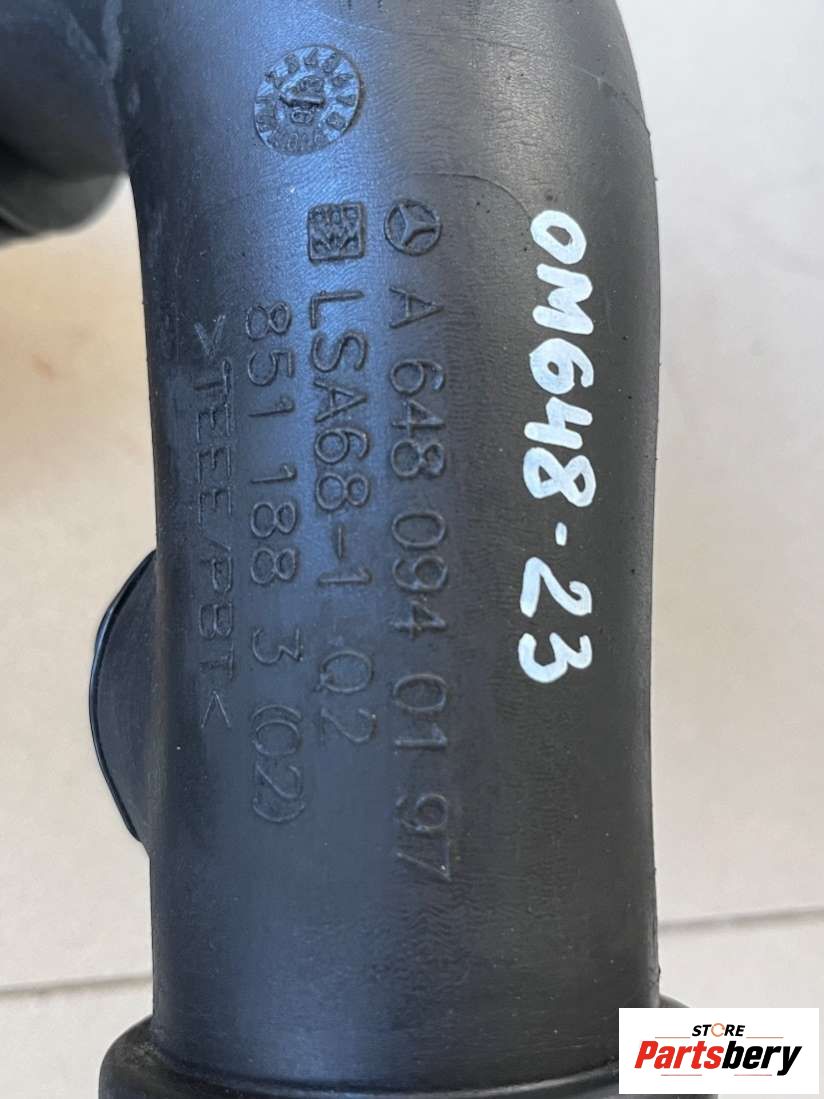 OM648-23
A 648 094 01 97
LSA68-1 Q2
851 188 3 (02)
>TEEE/PBT<
STORE
Partsbery